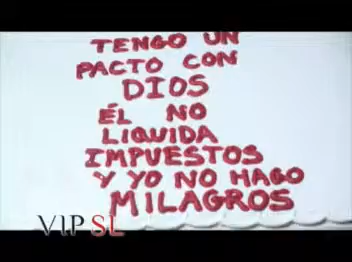 TENGO UN
PACTO CON
DIOS
ÉL NO
LIQUIDA
IMPUESTOS
Y YO NO HAGO
MILAGROS
VIP SL